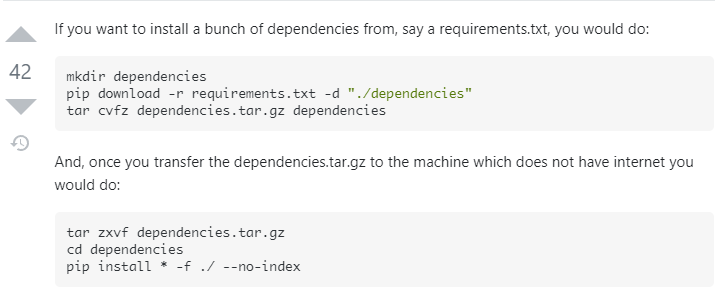 If you want to install a bunch of dependencies from, say a requirements.txt, you would do:
42
mkdir dependencies
pip download -r requirements.txt -d "./dependencies"
tar cvfz dependencies.tar.gz dependencies
And, once you transfer the dependencies.tar.gz to the machine which does not have internet you
would do:
tar zxvf dependencies.tar.gz
cd dependencies
pip install * -f ./ --no-index